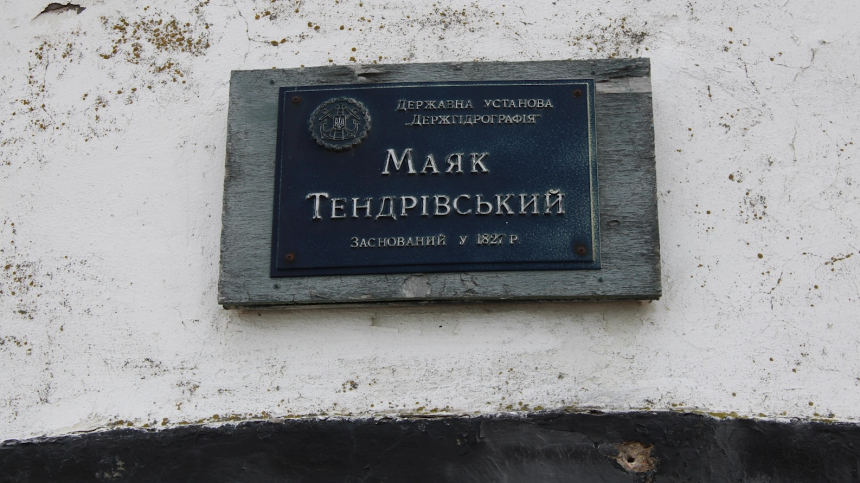 Державна установа
„Держгідрографія"
Маяк
Тендрівський
Заснований у 1827 р.